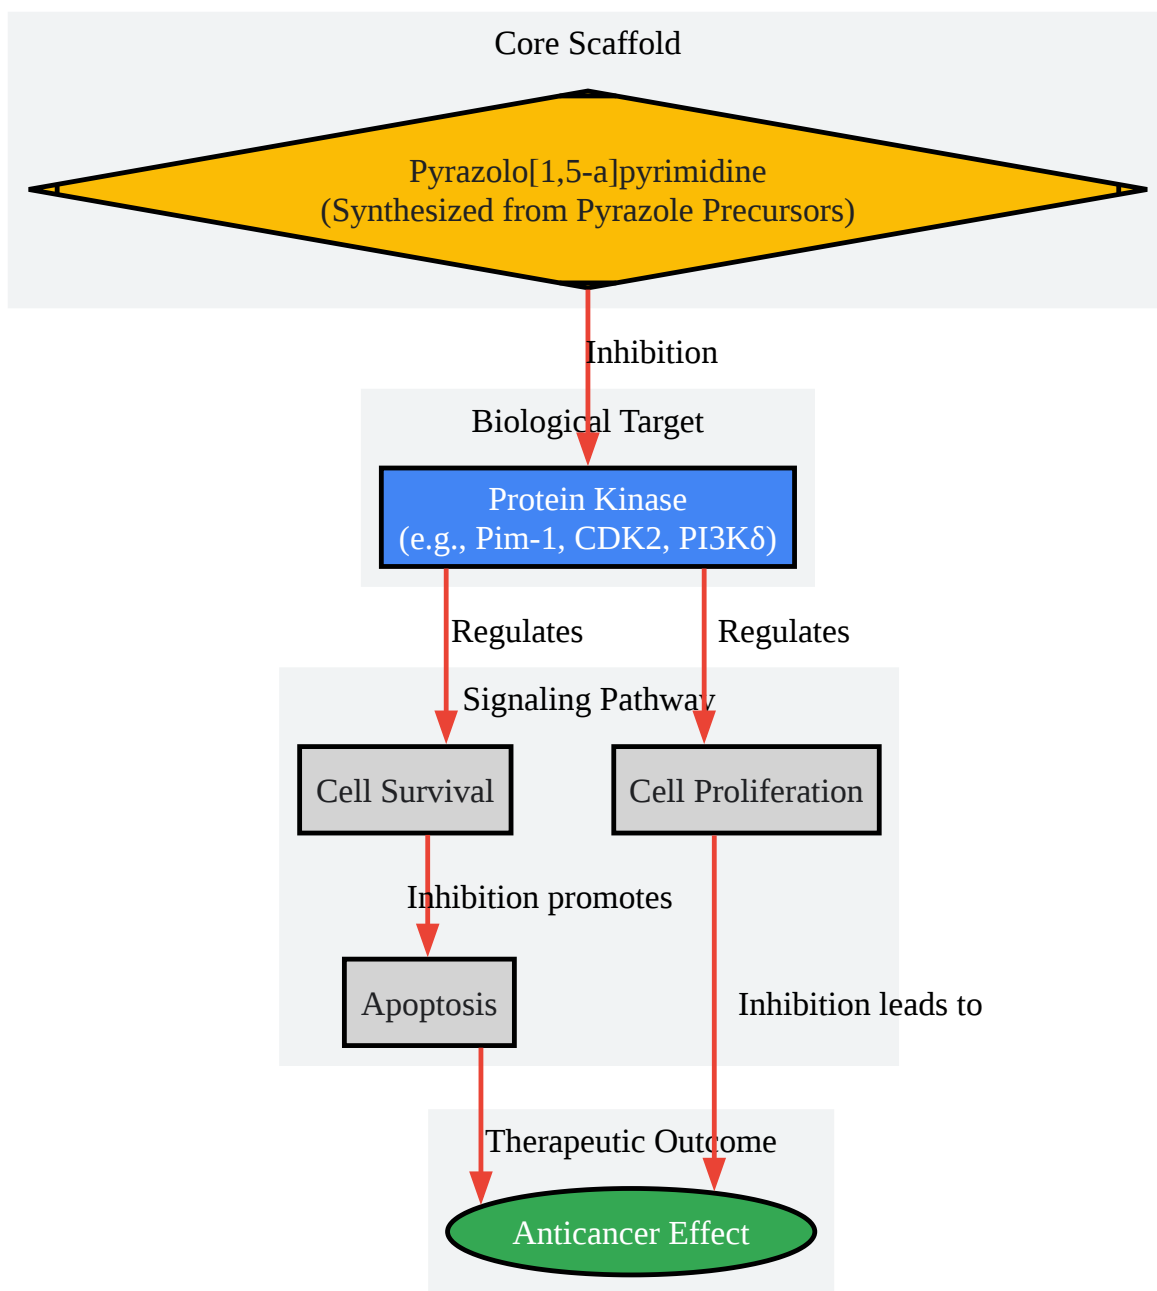 Core Scaffold
Pyrazolo[1,5-a]pyrimidine
(Synthesized from Pyrazole Precursors)
Inhibition
Biological Target
Protein Kinase
(e.g., Pim-1, CDK2, PI3Kδ)
Regulates
Regulates
Signaling Pathway
Cell Survival
Cell Proliferation
Inhibition promotes
Apoptosis
Inhibition leads to
Therapeutic Outcome
Anticancer Effect